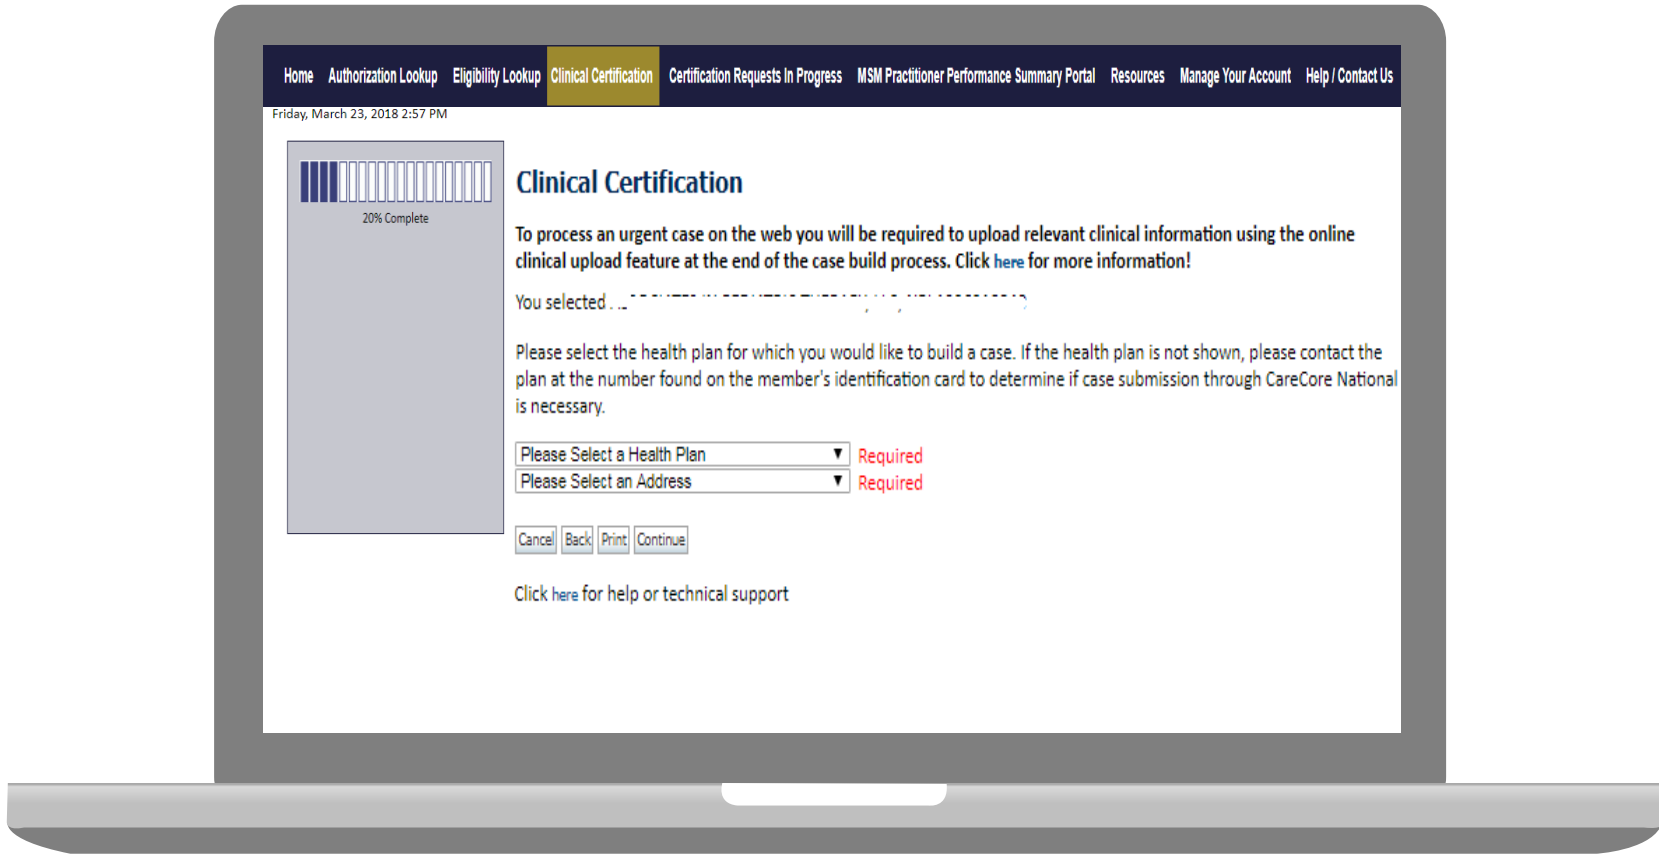 Home Authorization Lookup Eligibility Lookup Clinical Certification Certification Requests In Progress MSM Practitioner Performance Summary Portal Resources Manage Your Account Help / Contact Us
Friday, March 23, 2018 2:57 PM
20% Complete
Clinical Certification
To process an urgent case on the web you will be required to upload relevant clinical information using the online
clinical upload feature at the end of the case build process. Click here for more information!
You selected
Please select the health plan for which you would like to build a case. If the health plan is not shown, please contact the
plan at the number found on the member's identification card to determine if case submission through CareCore National
is necessary.
Please Select a Health Plan Required
Please Select an Address Required
Cancel Back Print Continue
Click here for help or technical support